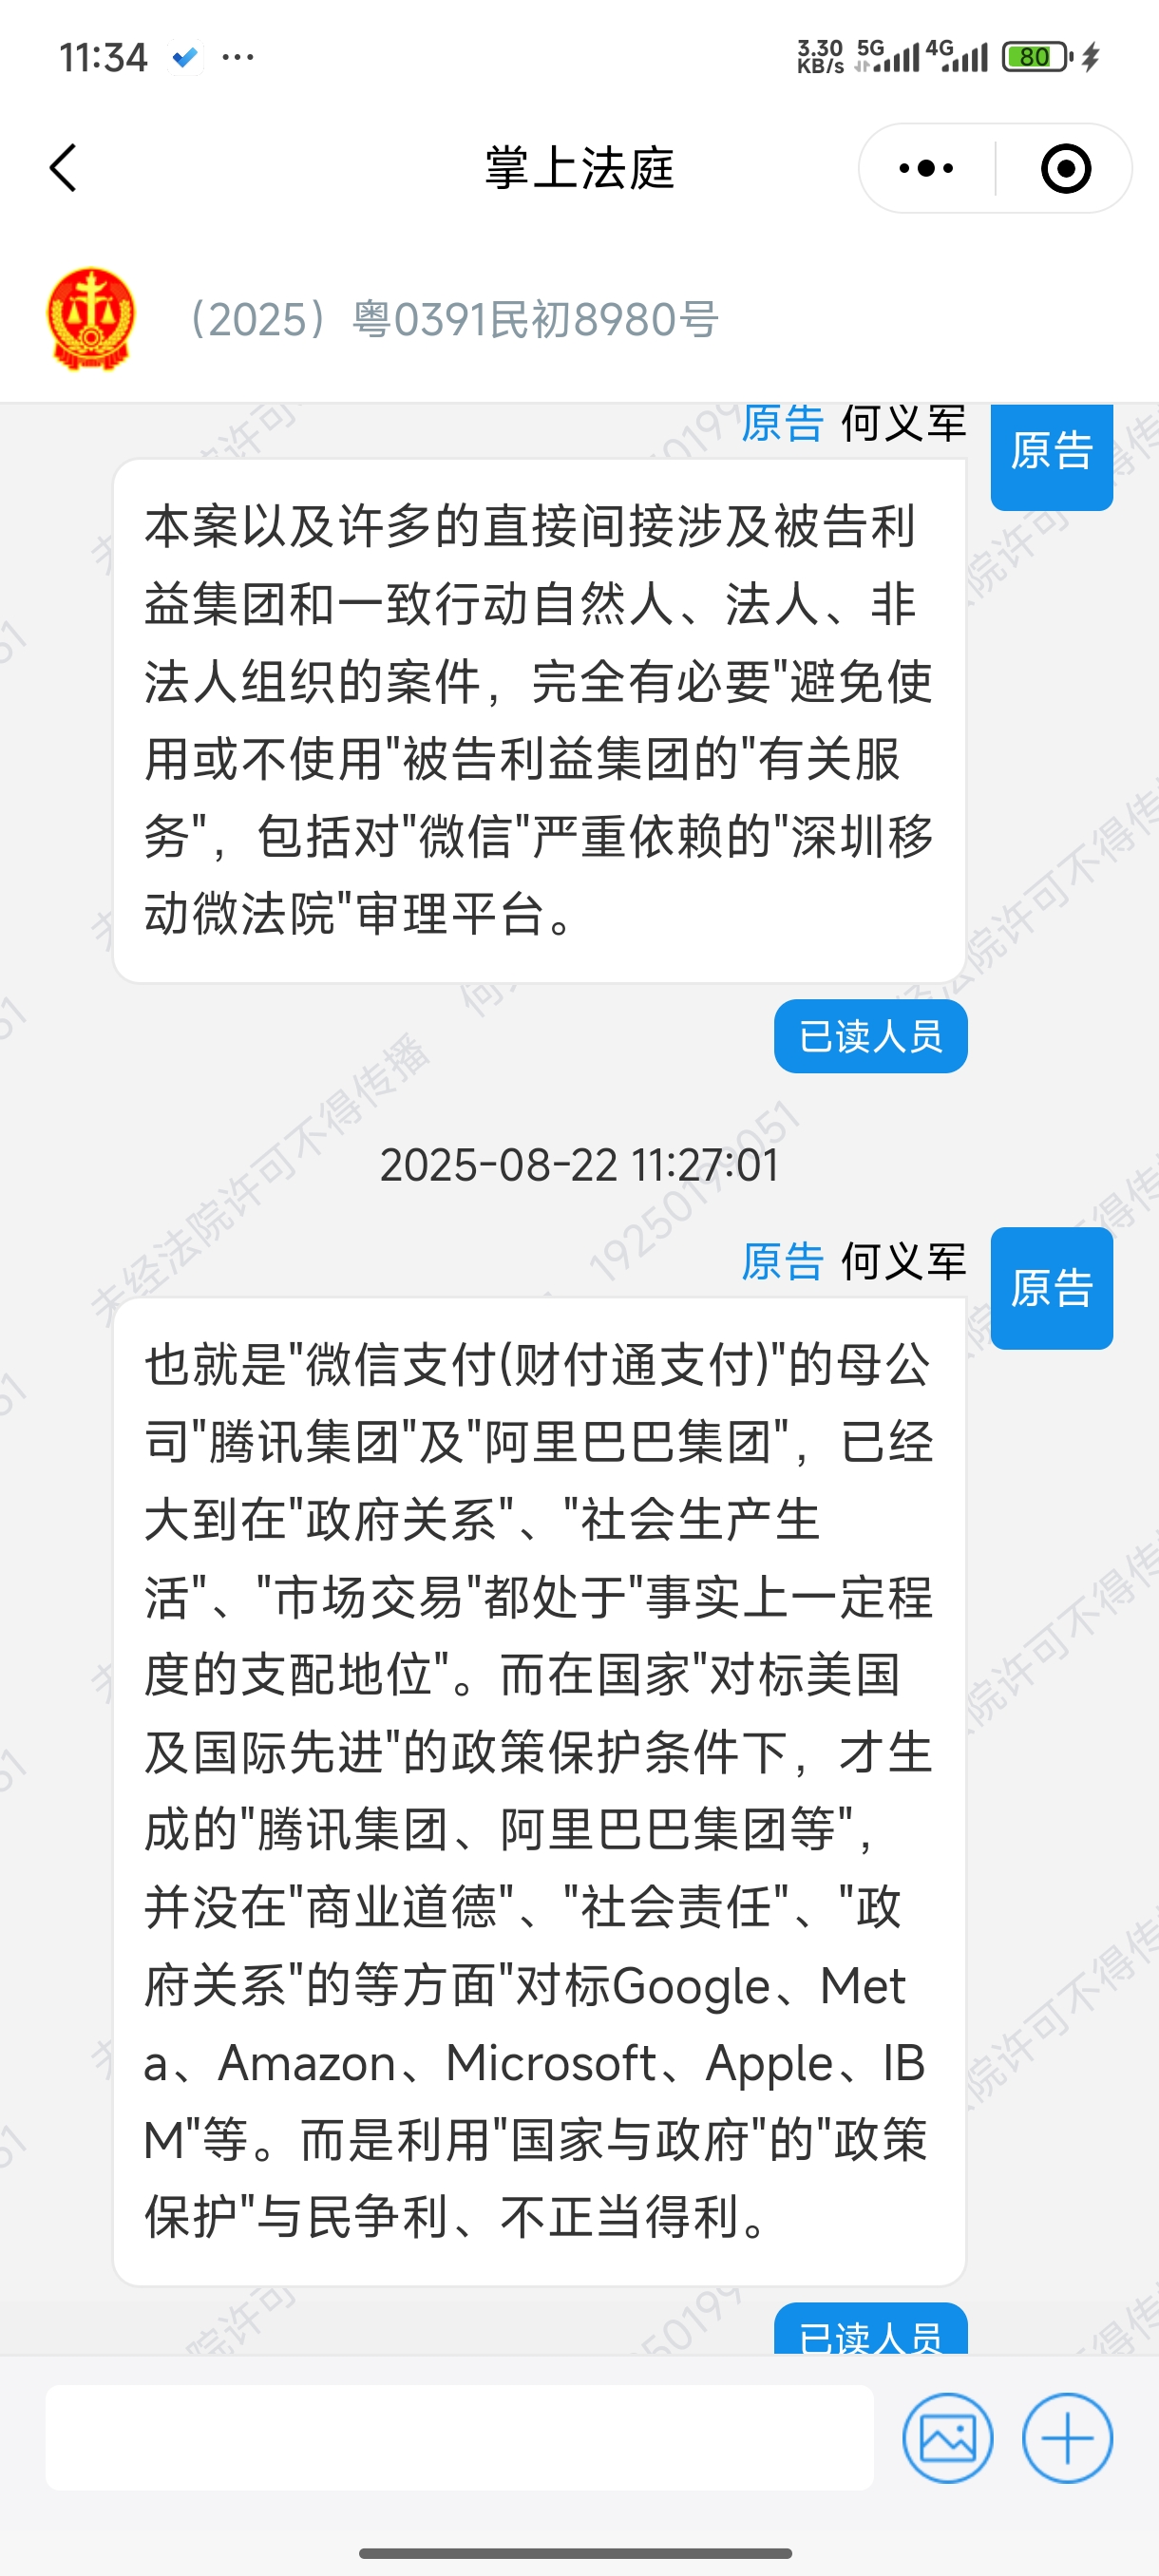 11:34
3.30 KB/s 5G 4G 80
掌上法庭
（2025）粤0391民初8980号
原告 何义军
原告
本案以及许多的直接间接涉及被告利
益集团和一致行动自然人、法人、非
法人组织的案件，完全有必要"避免使
用或不使用"被告利益集团的"有关服
务"，包括对"微信"严重依赖的"深圳移
动微法院"审理平台。
已读人员
2025-08-22 11:27:01
原告 何义军
原告
也就是"微信支付(财付通支付)"的母公
司"腾讯集团"及"阿里巴巴集团"，已经
大到在"政府关系"、"社会生产生
活"、"市场交易"都处于"事实上一定程
度的支配地位"。而在国家"对标美国
及国际先进"的政策保护条件下，才生
成的"腾讯集团、阿里巴巴集团等"，
并没在"商业道德"、"社会责任"、"政
府关系"的等方面"对标Google、Met
a、Amazon、Microsoft、Apple、IB
M"等。而是利用"国家与政府"的"政策
保护"与民争利、不正当得利。
已读人员
未经法院许可不得传播
19250199051